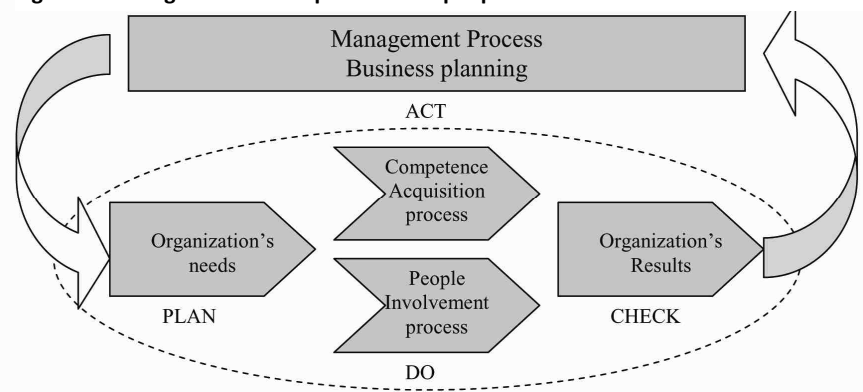 Management Process
Business planning
ACT
Competence
Acquisition
process
Organization's
needs
Organization's
Results
People
Involvement
process
PLAN
CHECK
DO